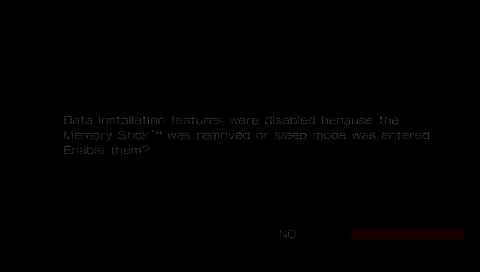 Data installation features were disabled because the
Memory Stick™ was removed or sleep mode was entered.
Enable them?
NO